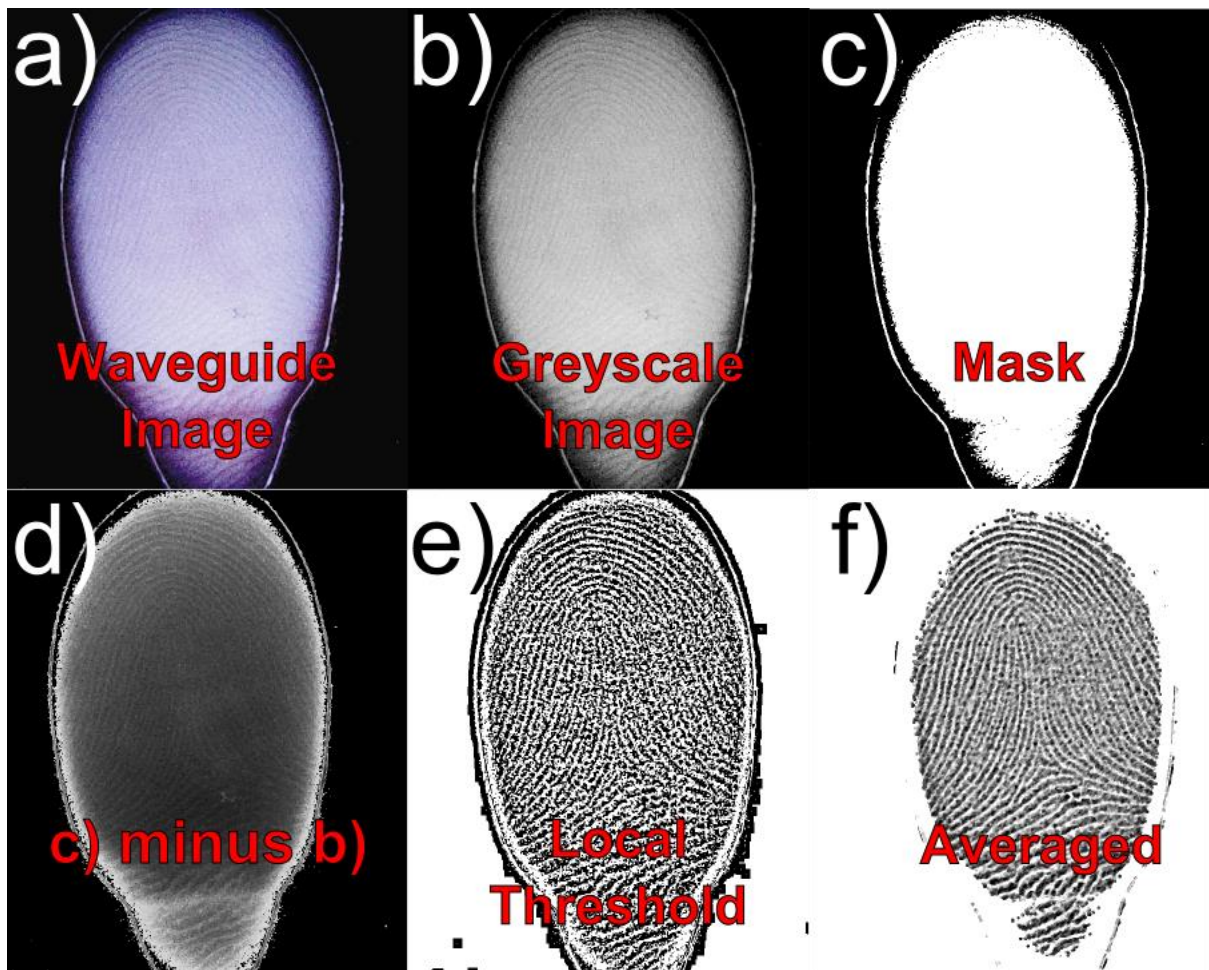 a)
Waveguide
Image
b)
Greyscale
Image
c)
Mask
d)
c) minus b)
e)
Local
Threshold
f)
Averaged